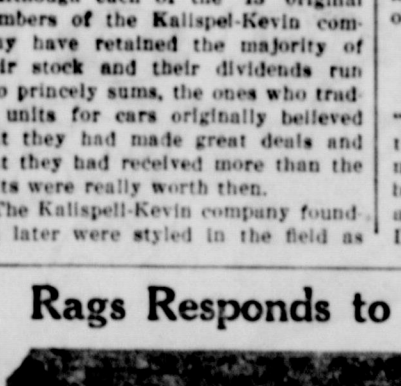 mbers of the Kalispel-Kevin com-
y have retained the majority of
ir stock and their dividends run
princely sums, the ones who trad
units for cars originally believed
t they had made great deals and
t they had received more than the
ts were really worth then.
The Kalispell-Kevin company found-
later were styled in the field as
Rags Responds to